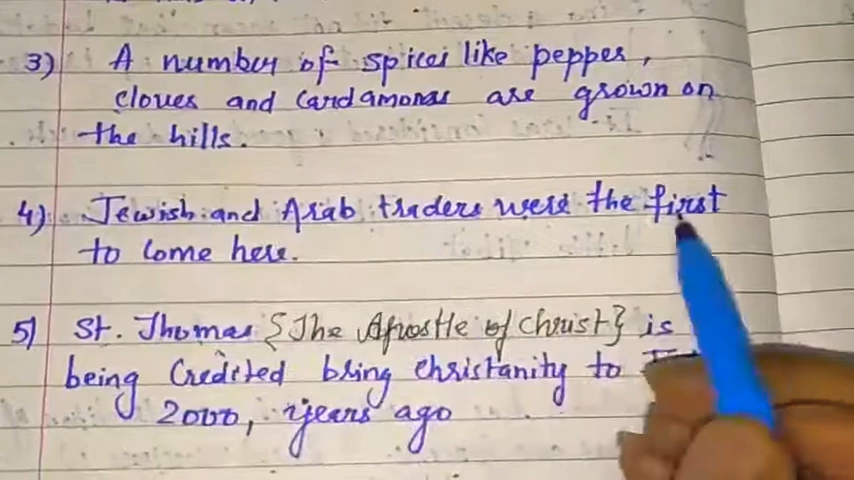 3) A number of spices like pepper,
cloves and cardamoms are grown on
the hills.
4) Jewish and Arab traders were the first
to come here.
5) St. Thomas {The Apostle of Christ} is
being Credited bring christanity to
2000, years ago